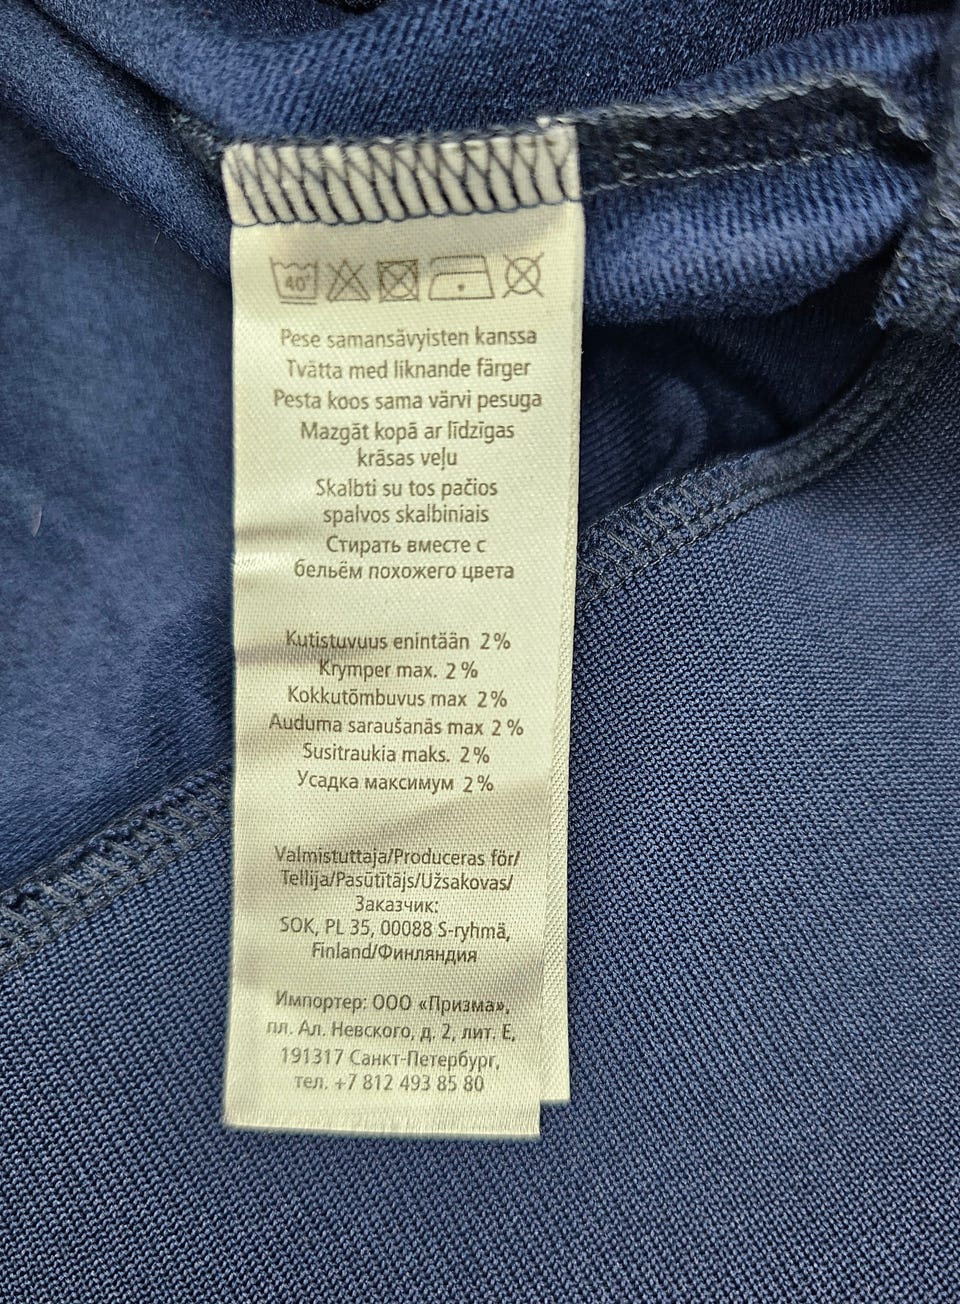 40°
Pese samansävyisten kanssa
Tvätta med liknande färger
Pesta koos sama värvi pesuga
Mazgāt kopā ar līdzīgas
krāsas veļu
Skalbti su tos pačios
spalvos skalbiniais
Стирать вместе с
бельём похожего цвета
Kutistuvuus enintään 2%
Krymper max. 2%
Kokkutõmbuvus max 2%
Auduma saraušanās max 2%
Susitraukia maks. 2%
Усадка максимум 2%
Valmistuttaja/Produceras för/
Tellija/Pasūtītājs/Užsakovas/
Заказчик:
SOK, PL 35, 00088 S-ryhmä,
Finland/Финляндия
Импортер: ООО «Призма»,
пл. Ал. Невского, д. 2, лит. Е,
191317 Санкт-Петербург,
тел. +7 812 493 85 80